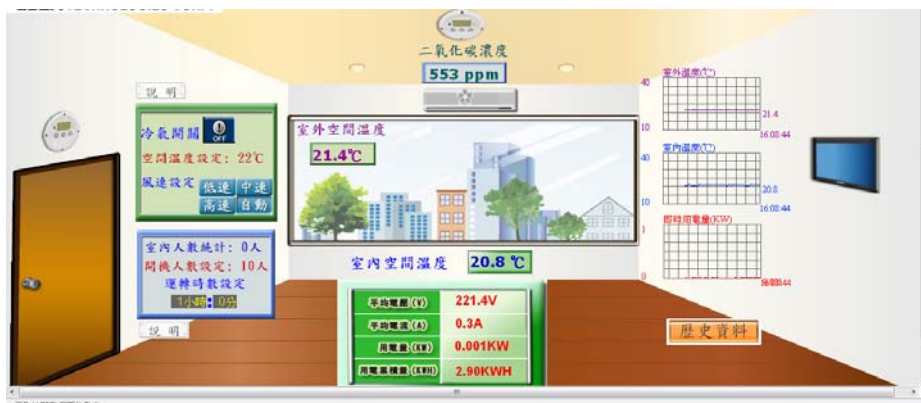 二氧化碳濃度
553 ppm
說 明
冷氣開關
OFF
空間溫度設定：22℃
風速設定
低速 中速
高速 自動
室內人數統計：0人
開機人數設定：10人
運轉時數設定
1小時：0分
說 明
室外空間溫度
21.4℃
室內空間溫度 20.8 ℃
平均電壓(V) 221.4V
平均電流(A) 0.3A
用電量(KW) 0.001KW
用電累積量(KWH) 2.90KWH
室外溫度(℃)
40
21.4
10
16:08:44
室內溫度(℃)
40
20.8
10
16:08:44
即時用電量(KW)
1
0
歷史資料